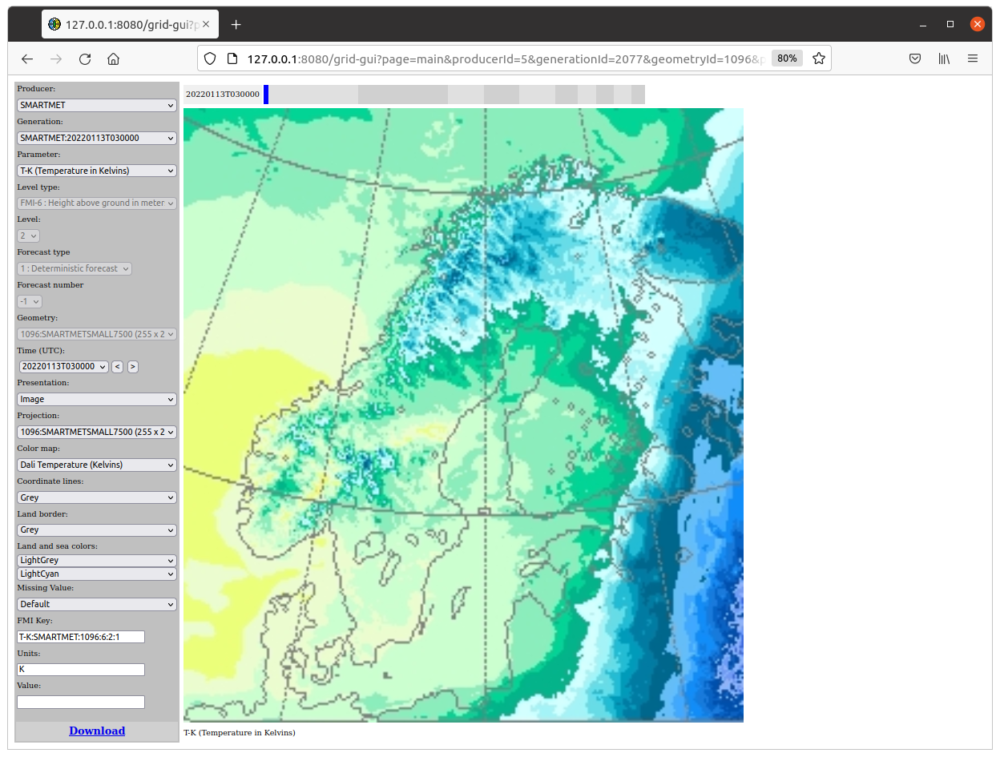 127.0.0.1:8080/grid-gui?p
127.0.0.1:8080/grid-gui?page=main&producerId=5&generationId=2077&geometryId=1096&p
80%
Producer:
SMARTMET
Generation:
SMARTMET:20220113T030000
Parameter:
T-K (Temperature in Kelvins)
Level type:
FMI-6 : Height above ground in meter
Level:
2
Forecast type
1 : Deterministic forecast
Forecast number
-1
Geometry:
1096:SMARTMETSMALL7500 (255 x 2
Time (UTC):
20220113T030000 < >
Presentation:
Image
Projection:
1096:SMARTMETSMALL7500 (255 x 2
Color map:
Dali Temperature (Kelvins)
Coordinate lines:
Grey
Land border:
Grey
Land and sea colors:
LightGrey
LightCyan
Missing Value:
Default
FMI Key:
T-K:SMARTMET:1096:6:2:1
Units:
K
Value:
Download
20220113T030000
T-K (Temperature in Kelvins)